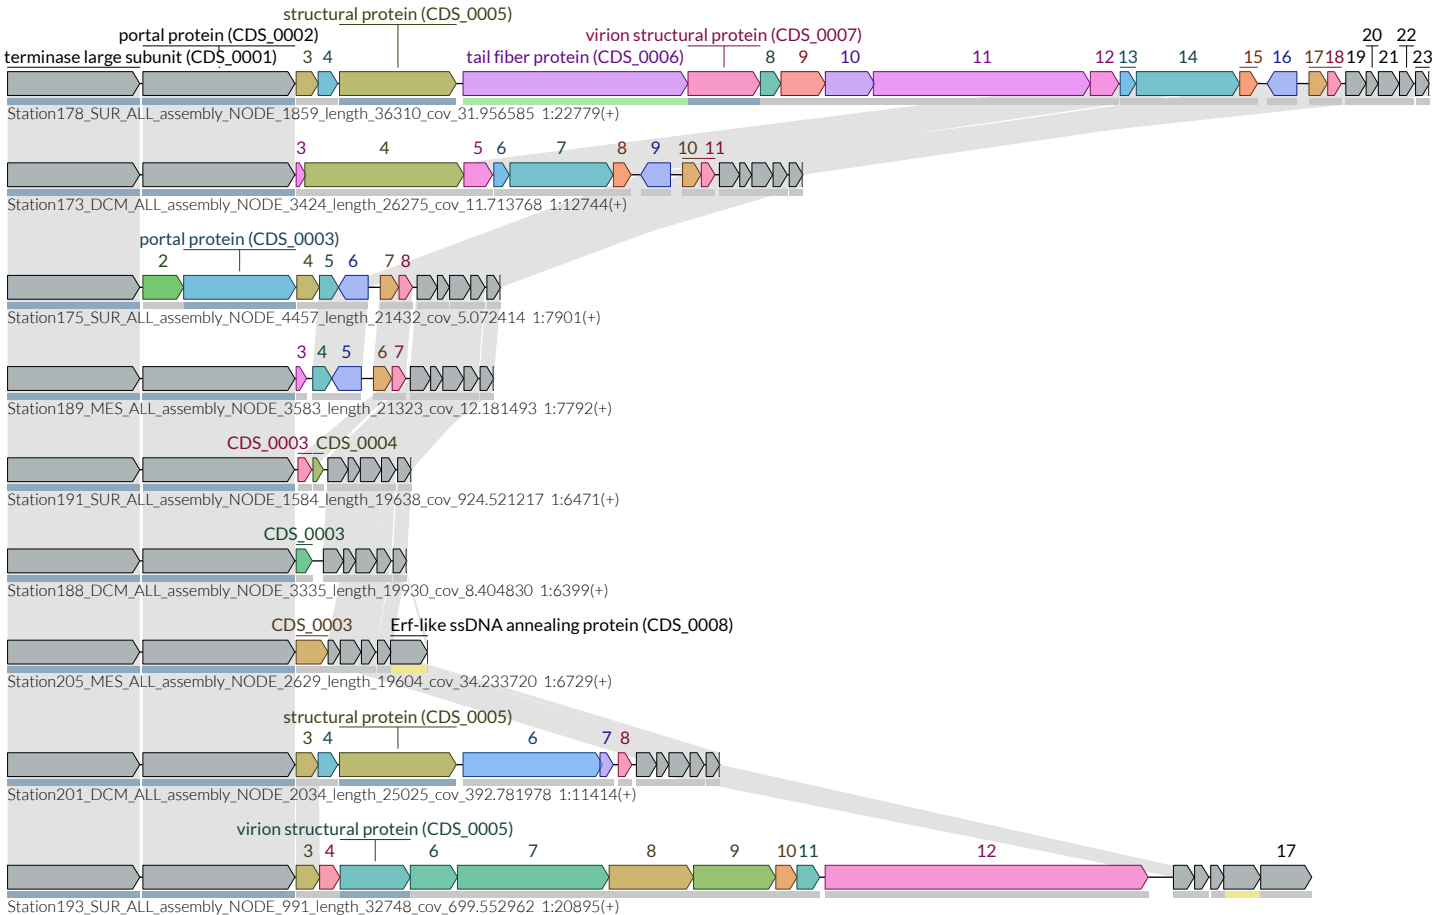 structural protein (CDS_0005)
portal protein (CDS_0002) virion structural protein (CDS_0007) 20 22
terminase large subunit (CDS_0001) 3 4 tail fiber protein (CDS_0006) 8 9 10 11 12 13 14 15 16 17 18 19 21 23
Station178_SUR_ALL_assembly_NODE_1859_length_36310_cov_31.956585 1:22779(+)
3 4 5 6 7 8 9 10 11
Station173_DCM_ALL_assembly_NODE_3424_length_26275_cov_11.713768 1:12744(+)
portal protein (CDS_0003)
2 4 5 6 7 8
Station175_SUR_ALL_assembly_NODE_4457_length_21432_cov_5.072414 1:7901(+)
3 4 5 6 7
Station189_MES_ALL_assembly_NODE_3583_length_21323_cov_12.181493 1:7792(+)
CDS_0003 CDS_0004
Station191_SUR_ALL_assembly_NODE_1584_length_19638_cov_924.521217 1:6471(+)
CDS_0003
Station188_DCM_ALL_assembly_NODE_3335_length_19930_cov_8.404830 1:6399(+)
CDS_0003 Erf-like ssDNA annealing protein (CDS_0008)
Station205_MES_ALL_assembly_NODE_2629_length_19604_cov_34.233720 1:6729(+)
structural protein (CDS_0005)
3 4 6 7 8
Station201_DCM_ALL_assembly_NODE_2034_length_25025_cov_392.781978 1:11414(+)
virion structural protein (CDS_0005)
3 4 6 7 8 9 10 11 12 17
Station193_SUR_ALL_assembly_NODE_991_length_32748_cov_699.552962 1:20895(+)